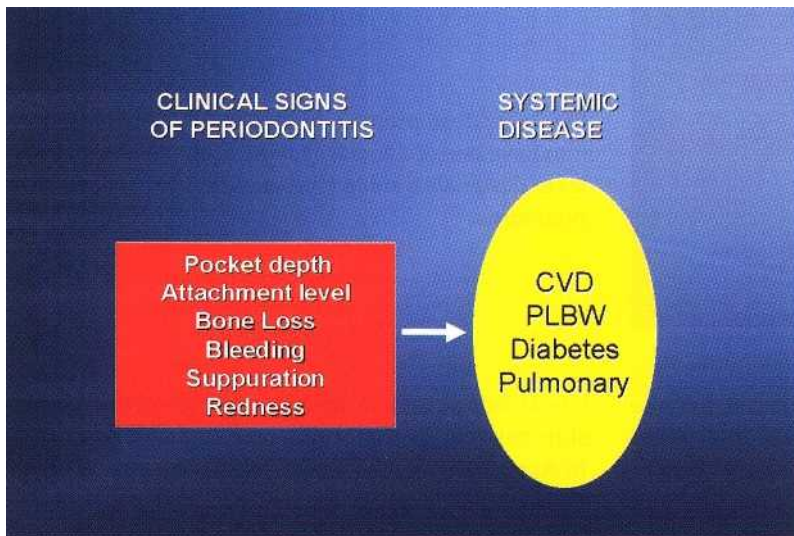 CLINICAL SIGNS
OF PERIODONTITIS
SYSTEMIC
DISEASE
Pocket depth
Attachment level
Bone Loss
Bleeding
Suppuration
Redness
CVD
PLBW
Diabetes
Pulmonary